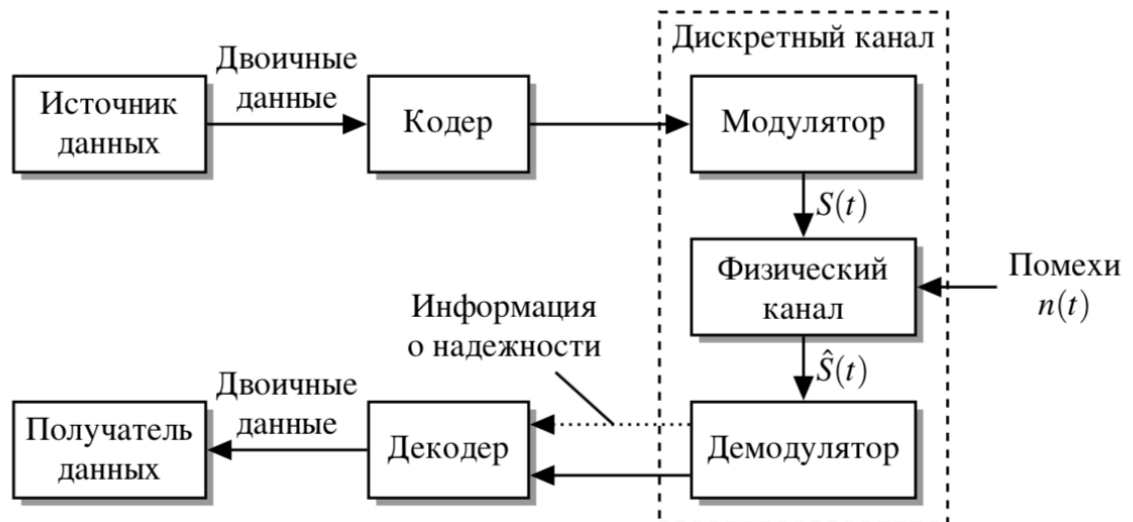 Дискретный канал
Двоичные
данные
Источник
данных
Кодер
Модулятор
S(t)
Физический
канал
Помехи
n(t)
Информация
о надежности
Ŝ(t)
Двоичные
данные
Получатель
данных
Декодер
Демодулятор